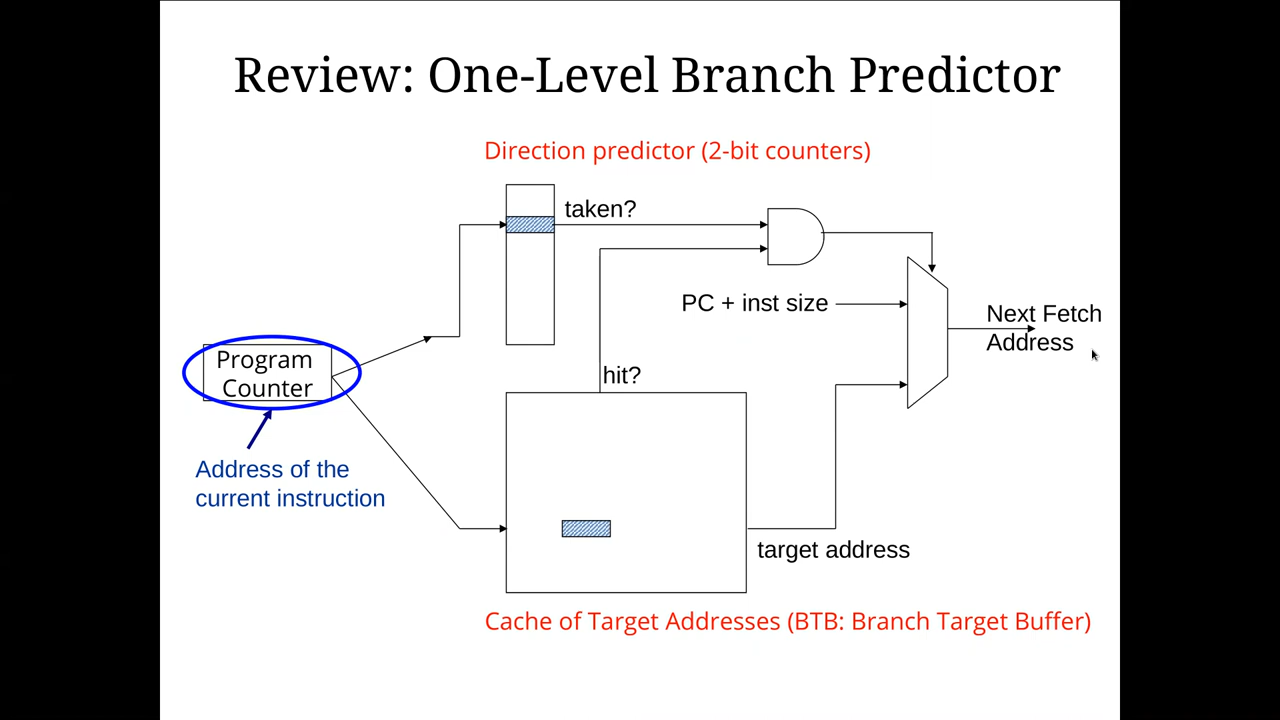 Review: One-Level Branch Predictor
Direction predictor (2-bit counters)
taken?
PC + inst size
Next Fetch
Address
Program
Counter
hit?
Address of the
current instruction
target address
Cache of Target Addresses (BTB: Branch Target Buffer)